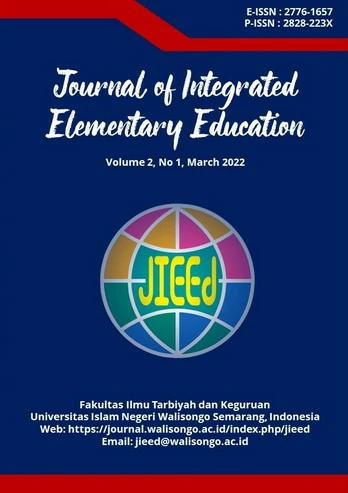 E-ISSN : 2776-1657
P-ISSN : 2828-223X
Journal of Integrated
Elementary Education
Volume 2, No 1, March 2022
JIEEd
Fakultas Ilmu Tarbiyah dan Keguruan
Universitas Islam Negeri Walisongo Semarang, Indonesia
Web: https://journal.walisongo.ac.id/index.php/jieed
Email: jieed@walisongo.ac.id